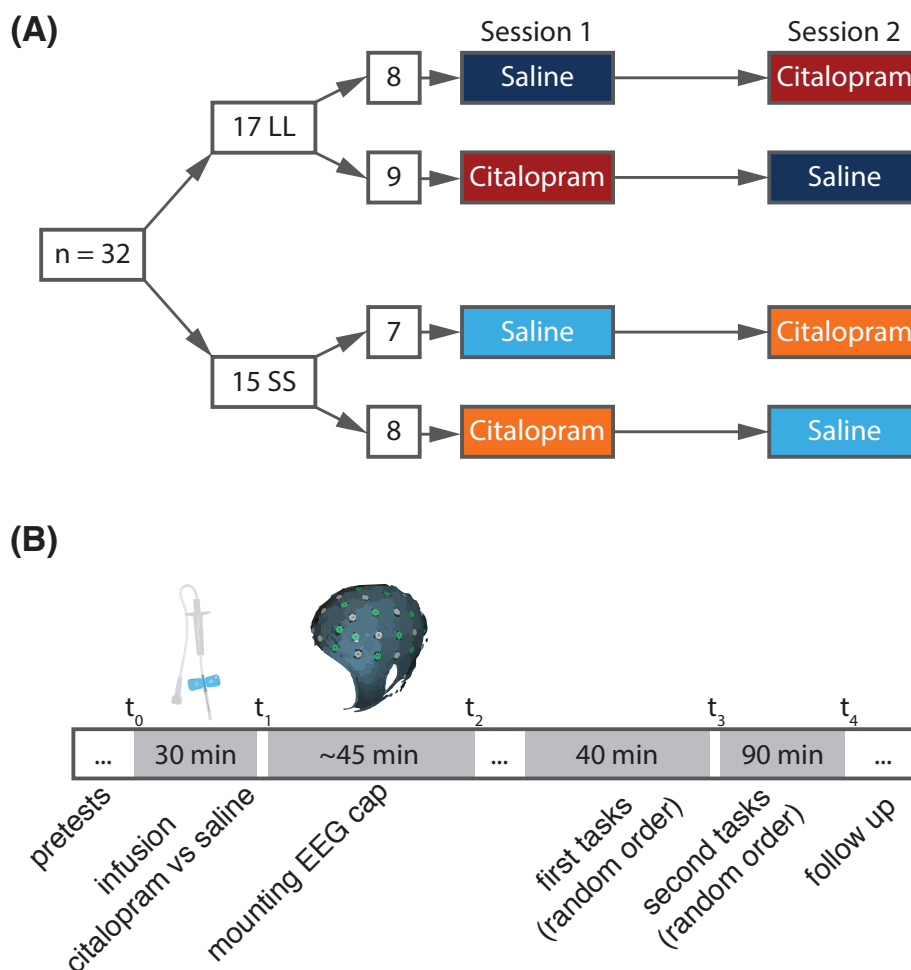 (A)
Session 1
Session 2
8
Saline
Citalopram
17 LL
9
Citalopram
Saline
n = 32
7
Saline
Citalopram
15 SS
8
Citalopram
Saline
(B)
t0
t1
t2
t3
t4
...
30 min
~45 min
...
40 min
90 min
...
pretests
infusion
citalopram vs saline
mounting EEG cap
first tasks
(random order)
second tasks
(random order)
follow up